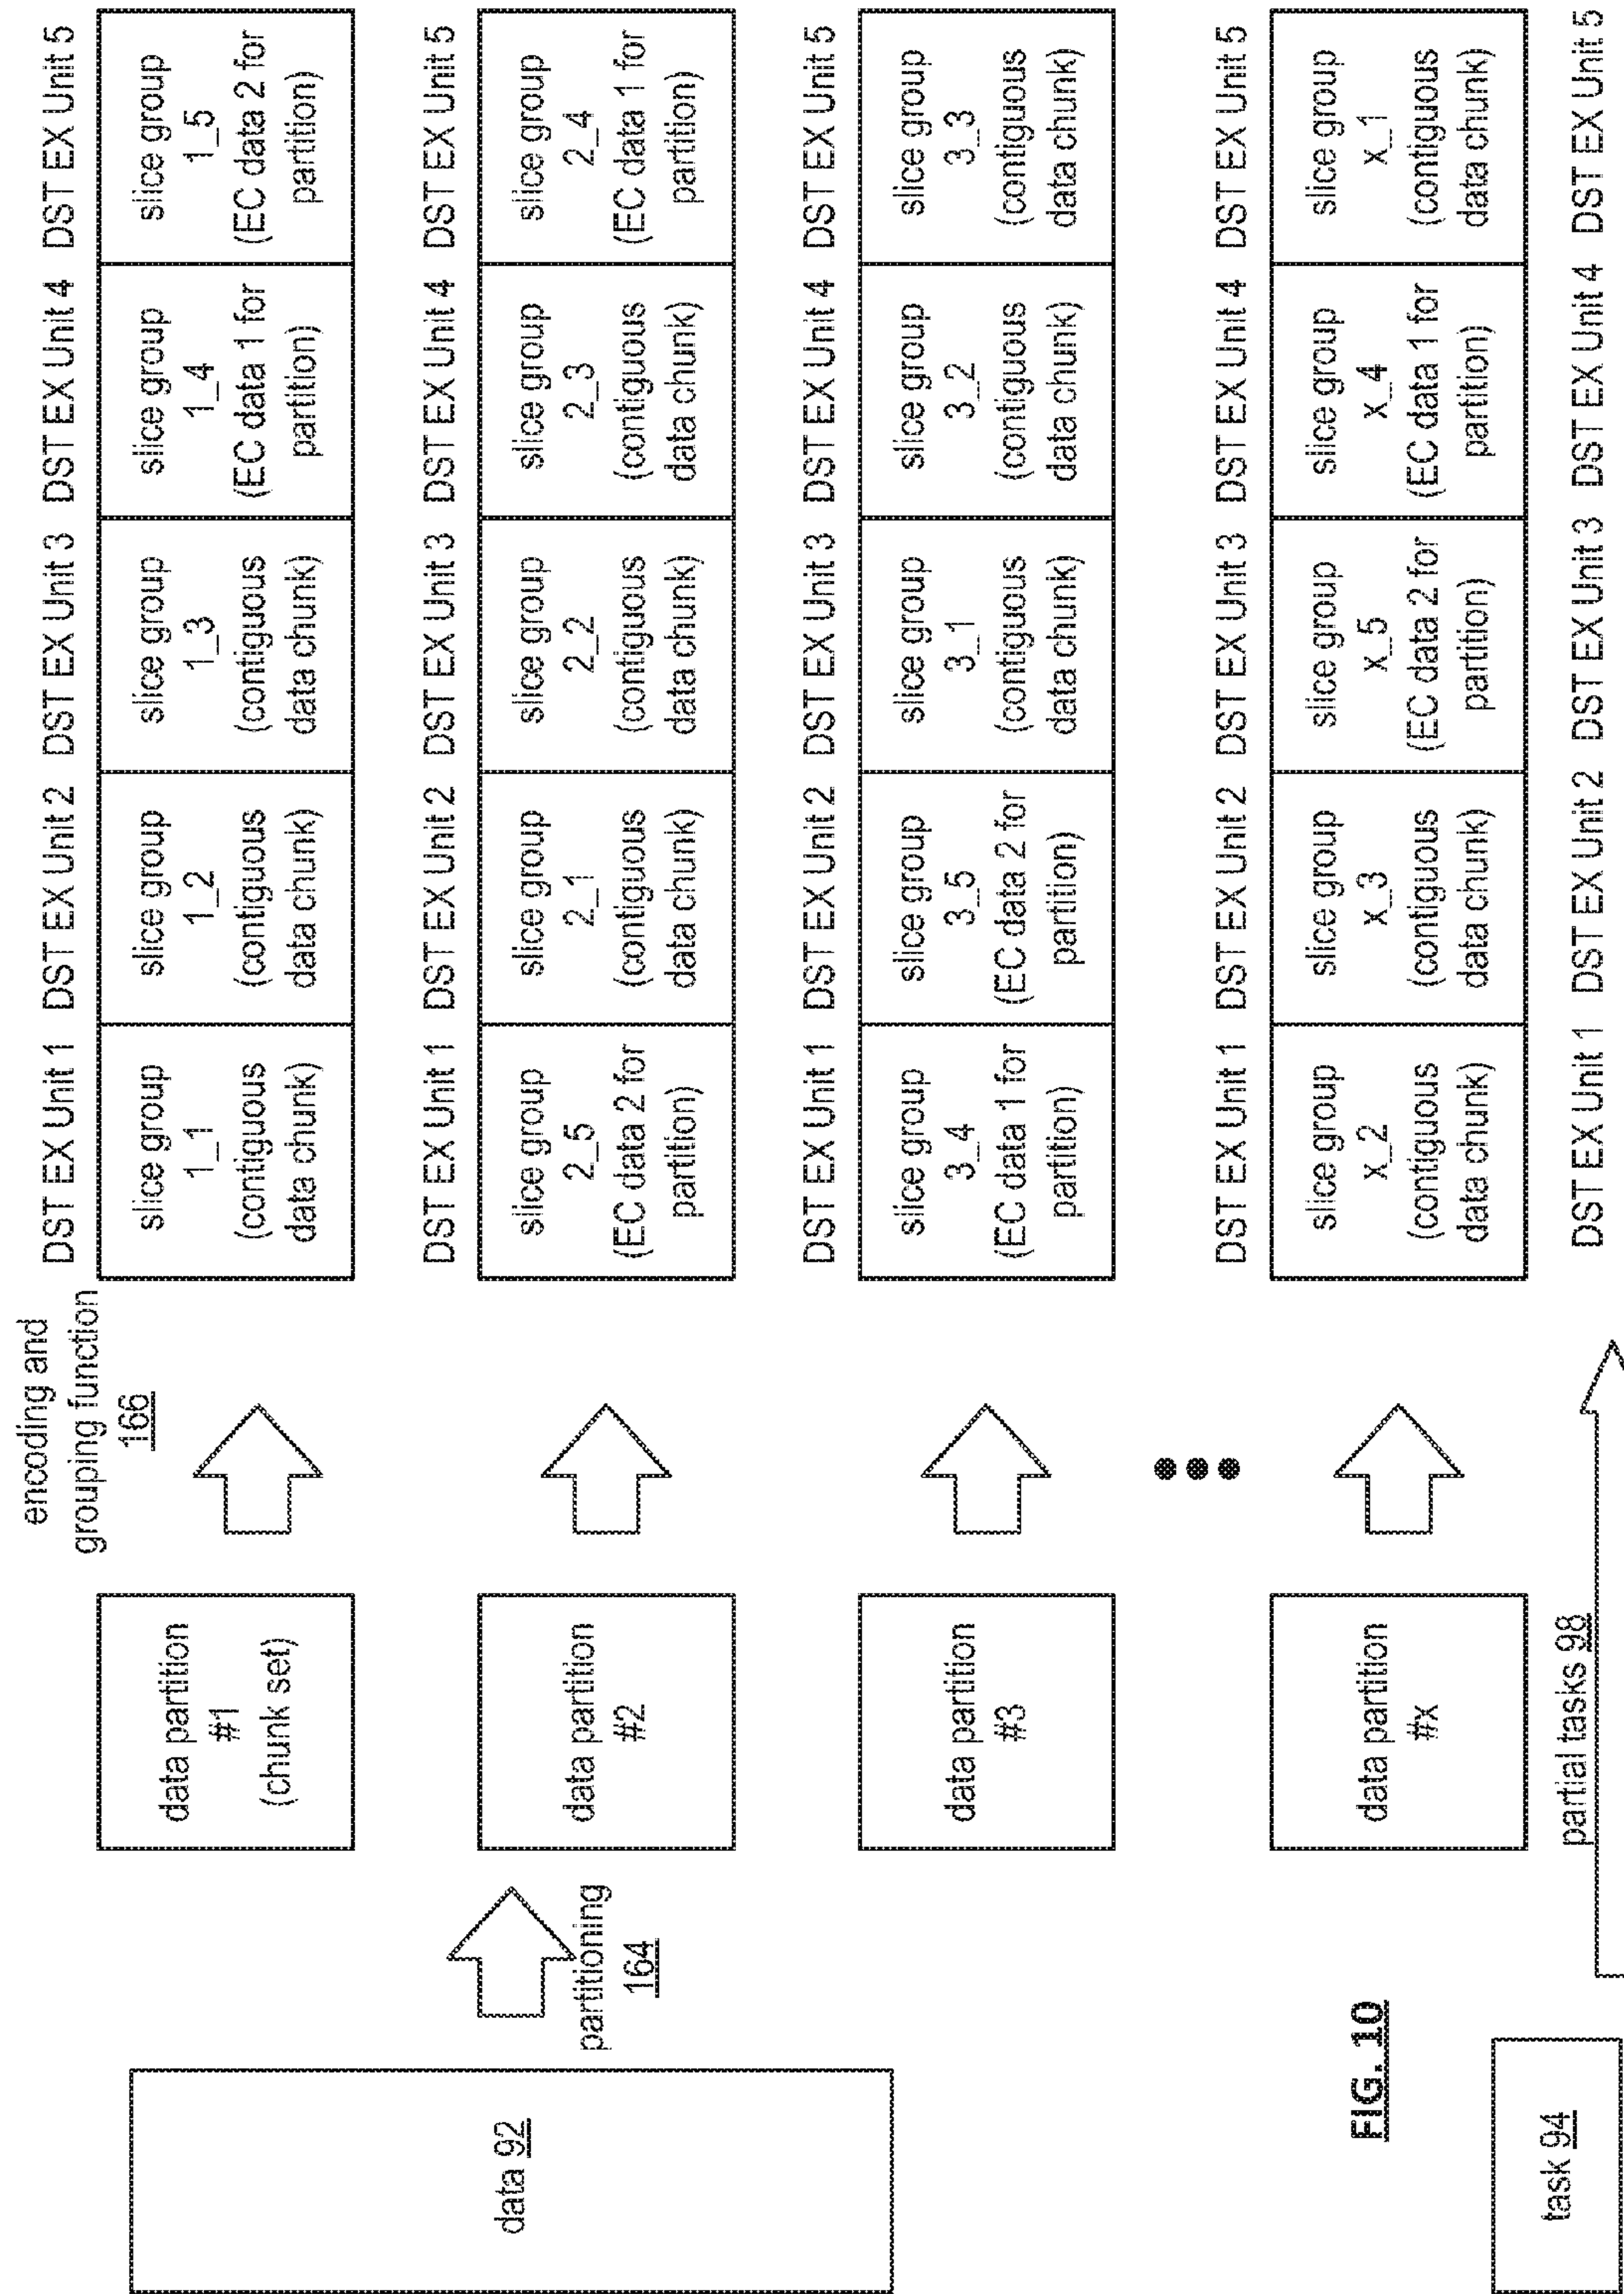 encoding and
grouping function
166
DST EX Unit 1 DST EX Unit 2 DST EX Unit 3 DST EX Unit 4 DST EX Unit 5
data 92
partitioning
164
data partition
#1
(chunk set)
slice group
1_1
(contiguous
data chunk)
slice group
1_2
(contiguous
data chunk)
slice group
1_3
(contiguous
data chunk)
slice group
1_4
(EC data 1 for
partition)
slice group
1_5
(EC data 2 for
partition)
DST EX Unit 1 DST EX Unit 2 DST EX Unit 3 DST EX Unit 4 DST EX Unit 5
data partition
#2
slice group
2_5
(EC data 2 for
partition)
slice group
2_1
(contiguous
data chunk)
slice group
2_2
(contiguous
data chunk)
slice group
2_3
(contiguous
data chunk)
slice group
2_4
(EC data 1 for
partition)
DST EX Unit 1 DST EX Unit 2 DST EX Unit 3 DST EX Unit 4 DST EX Unit 5
data partition
#3
slice group
3_4
(EC data 1 for
partition)
slice group
3_5
(EC data 2 for
partition)
slice group
3_1
(contiguous
data chunk)
slice group
3_2
(contiguous
data chunk)
slice group
3_3
(contiguous
data chunk)
DST EX Unit 1 DST EX Unit 2 DST EX Unit 3 DST EX Unit 4 DST EX Unit 5
data partition
#x
slice group
x_2
(contiguous
data chunk)
slice group
x_3
(contiguous
data chunk)
slice group
x_5
(EC data 2 for
partition)
slice group
x_4
(EC data 1 for
partition)
slice group
x_1
(contiguous
data chunk)
FIG. 10
task 94
partial tasks 98
DST EX Unit 1 DST EX Unit 2 DST EX Unit 3 DST EX Unit 4 DST EX Unit 5